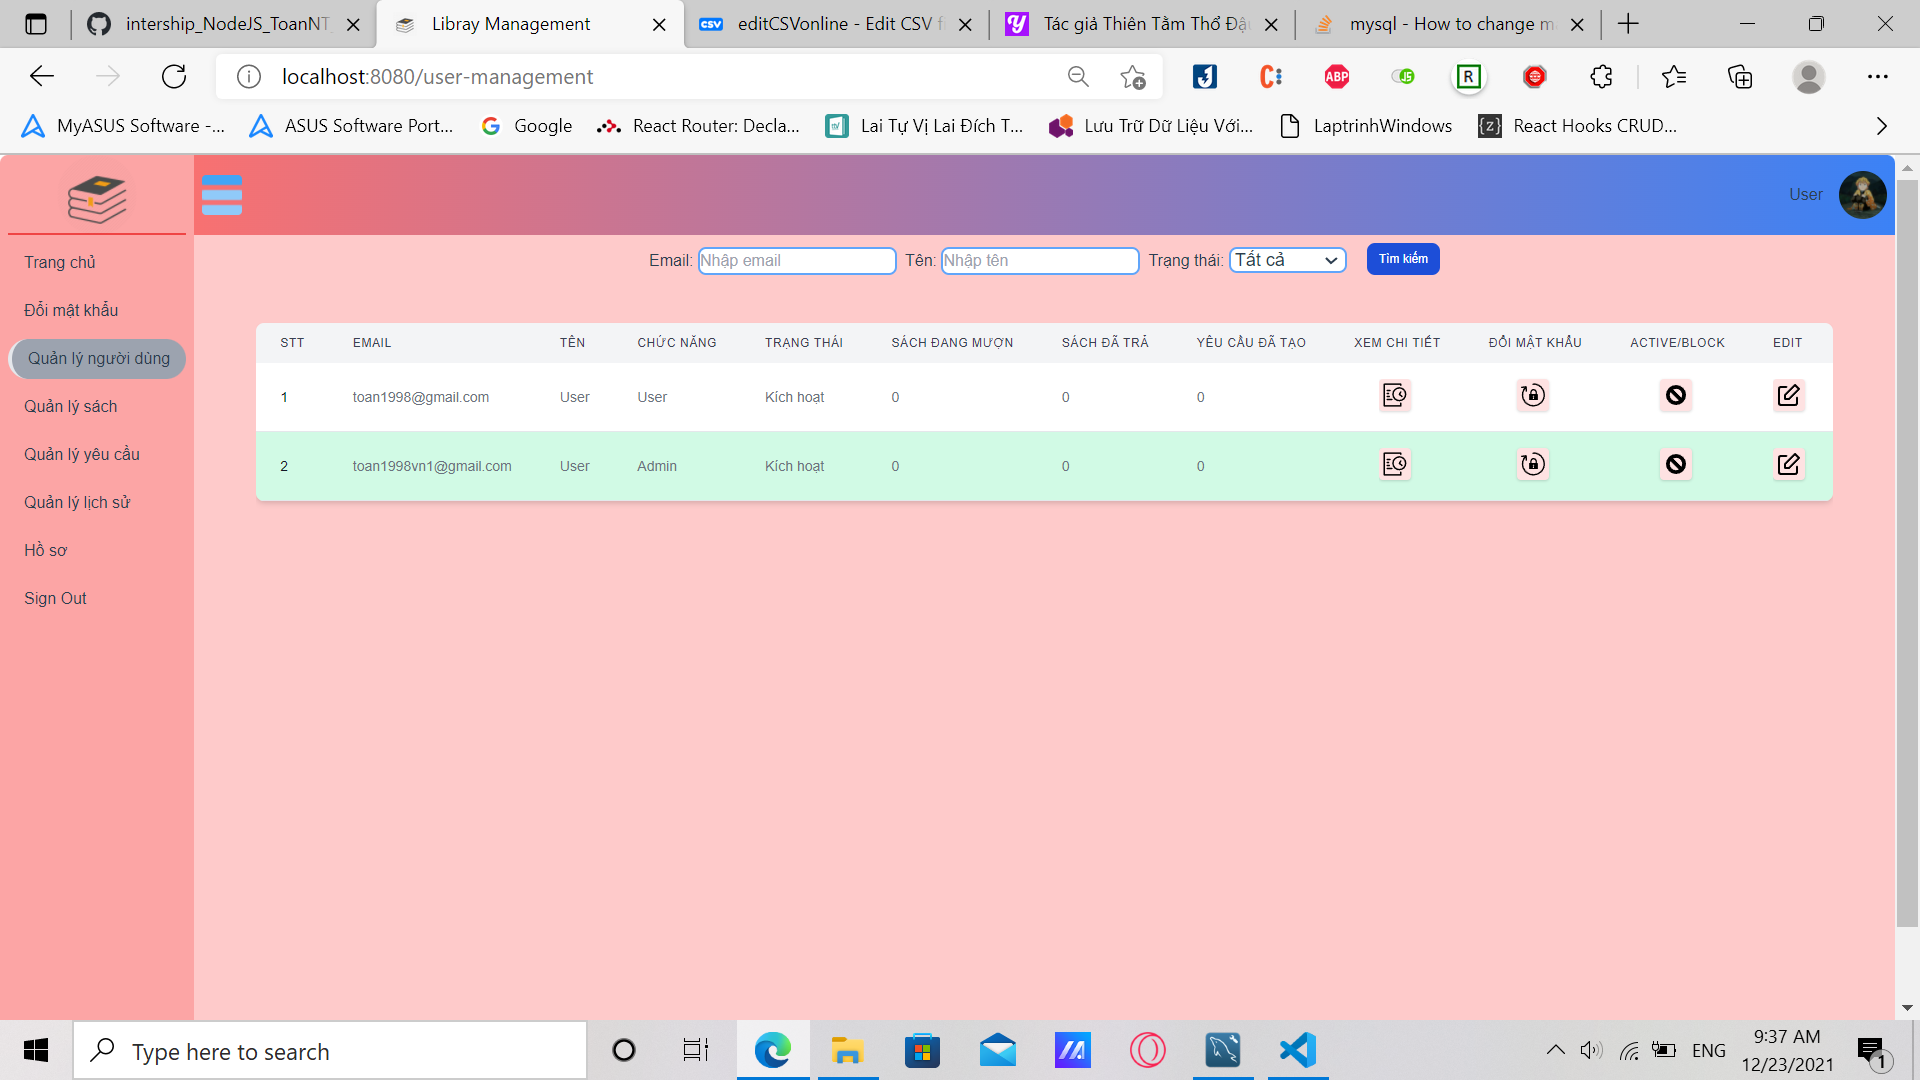 intership_NodeJS_ToanNT
Libray Management
editCSVonline - Edit CSV f
Tác giả Thiên Tằm Thổ Đậ
mysql - How to change m
localhost:8080/user-management
MyASUS Software -...
ASUS Software Port...
Google
React Router: Decla...
Lai Tự Vị Lai Đích T...
Lưu Trữ Dữ Liệu Với...
LaptrinhWindows
React Hooks CRUD...
User
Trang chủ
Đổi mật khẩu
Quản lý người dùng
Quản lý sách
Quản lý yêu cầu
Quản lý lịch sử
Hồ sơ
Sign Out
Email: Nhập email Tên: Nhập tên Trạng thái: Tất cả Tìm kiếm
STT EMAIL TÊN CHỨC NĂNG TRẠNG THÁI SÁCH ĐANG MƯỢN SÁCH ĐÃ TRẢ YÊU CẦU ĐÃ TẠO XEM CHI TIẾT ĐỔI MẬT KHẨU ACTIVE/BLOCK EDIT
1 toan1998@gmail.com User User Kích hoạt 0 0 0
2 toan1998vn1@gmail.com User Admin Kích hoạt 0 0 0
Type here to search
ENG
9:37 AM
12/23/2021
1